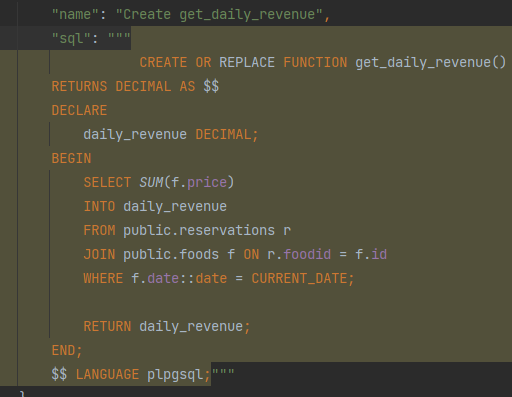 "name": "Create get_daily_revenue",
"sql": """
CREATE OR REPLACE FUNCTION get_daily_revenue()
RETURNS DECIMAL AS $$
DECLARE
daily_revenue DECIMAL;
BEGIN
SELECT SUM(f.price)
INTO daily_revenue
FROM public.reservations r
JOIN public.foods f ON r.foodid = f.id
WHERE f.date::date = CURRENT_DATE;
RETURN daily_revenue;
END;
$$ LANGUAGE plpgsql;"""
}